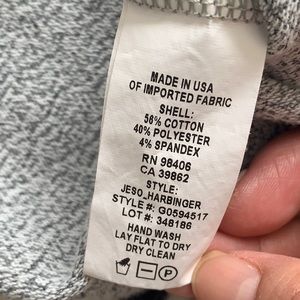 MADE IN USA
OF IMPORTED FABRIC
SHELL:
56% COTTON
40% POLYESTER
4% SPANDEX
RN 98406
CA 39862
STYLE:
JESO_HARBINGER
STYLE #: G0594517
LOT #: 348186
HAND WASH
LAY FLAT TO DRY
DRY CLEAN
P